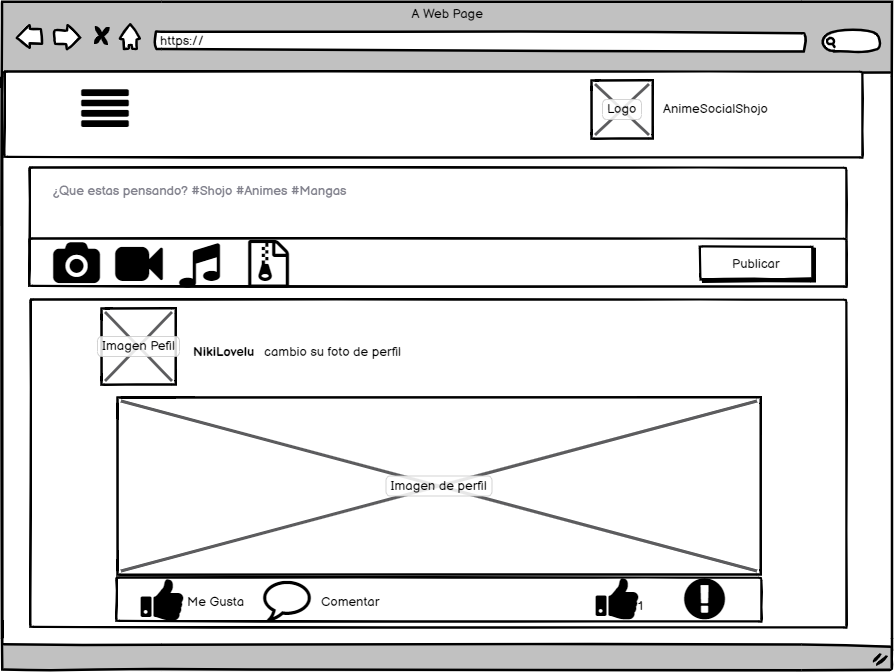 A Web Page
https://
Logo
AnimeSocialShojo
¿Que estas pensando? #Shojo #Animes #Mangas
Publicar
Imagen Pefil
NikiLovelu cambio su foto de perfil
Imagen de perfil
Me Gusta
Comentar
1